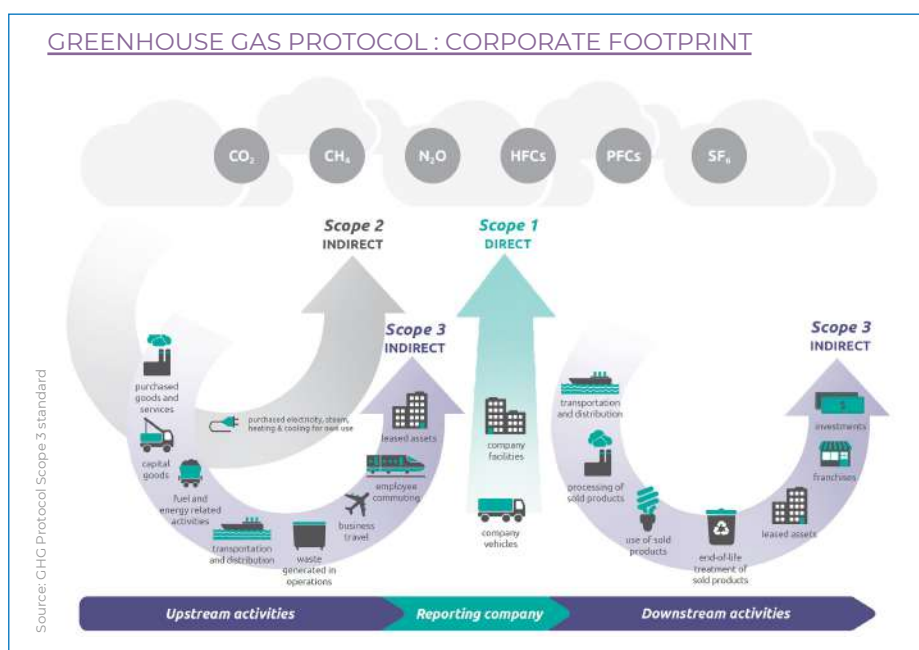 GREENHOUSE GAS PROTOCOL : CORPORATE FOOTPRINT
CO₂
CH₄
N₂O
HFCs
PFCs
SF₆
Scope 2
INDIRECT
Scope 1
DIRECT
Scope 3
INDIRECT
Scope 3
INDIRECT
purchased
goods and
services
capital
goods
fuel and
energy related
activities
transportation
and distribution
waste
generated in
operations
business
travel
employee
commuting
leased assets
purchased electricity, steam,
heating & cooling for own use
company
facilities
company
vehicles
transportation
and distribution
processing of
sold products
use of sold
products
end-of-life
treatment of
sold products
leased assets
franchises
investments
$
Upstream activities
Reporting company
Downstream activities
Source: GHG Protocol Scope 3 standard